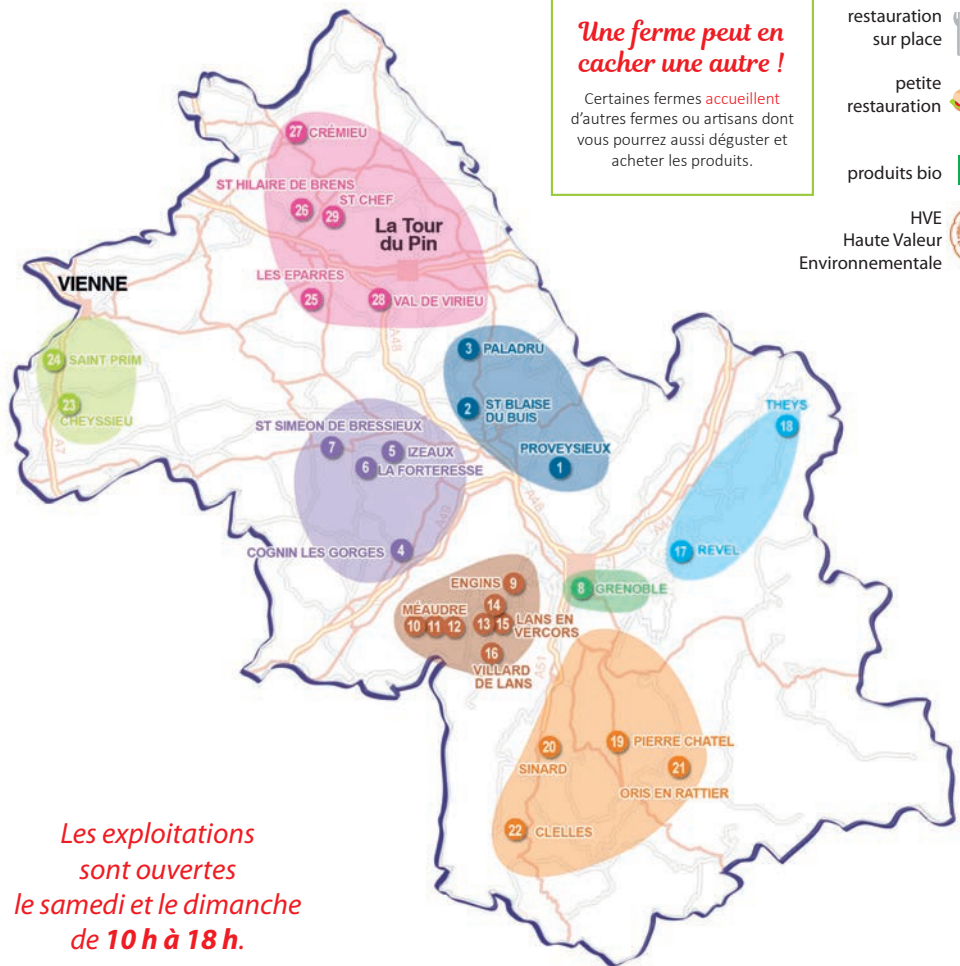 Une ferme peut en
cacher une autre !
Certaines fermes accueillent
d'autres fermes ou artisans dont
vous pourrez aussi déguster et
acheter les produits.
restauration
sur place
petite
restauration
produits bio
HVE
Haute Valeur
Environnementale
27 CRÉMIEU
ST HILAIRE DE BRENS
26
29
ST CHEF
La Tour
du Pin
LES EPARRES
25
28 VAL DE VIRIEU
VIENNE
24 SAINT PRIM
23
CHEYSSIEU
A7
A48
3 PALADRU
2 ST BLAISE
DU BUIS
PROVEYSIEUX
1
ST SIMEON DE BRESSIEUX
7
5 IZEAUX
6 LA FORTERESSE
COGNIN LES GORGES 4
A49
A48
A41
THEYS
18
17 REVEL
8 GRENOBLE
ENGINS 9
14
MÉAUDRE
10 11 12
13 15 LANS EN
VERCORS
16
VILLARD
DE LANS
A51
20
SINARD
19 PIERRE CHATEL
21
ORIS EN RATTIER
22 CLELLES
Les exploitations
sont ouvertes
le samedi et le dimanche
de 10 h à 18 h.